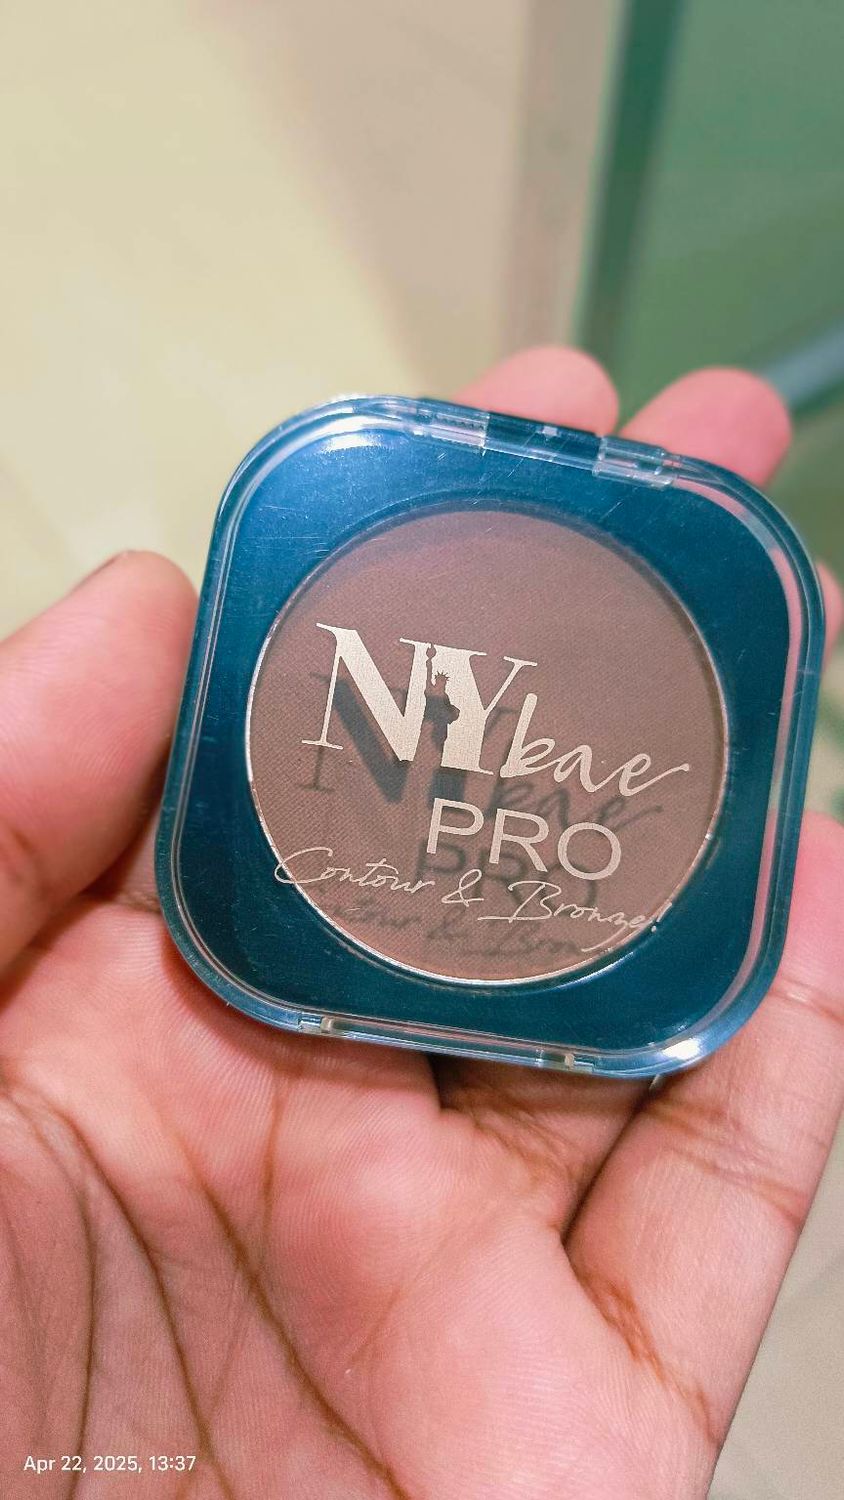 NYbae
PRO
Contour & Bronze!
Apr 22, 2025, 13:37